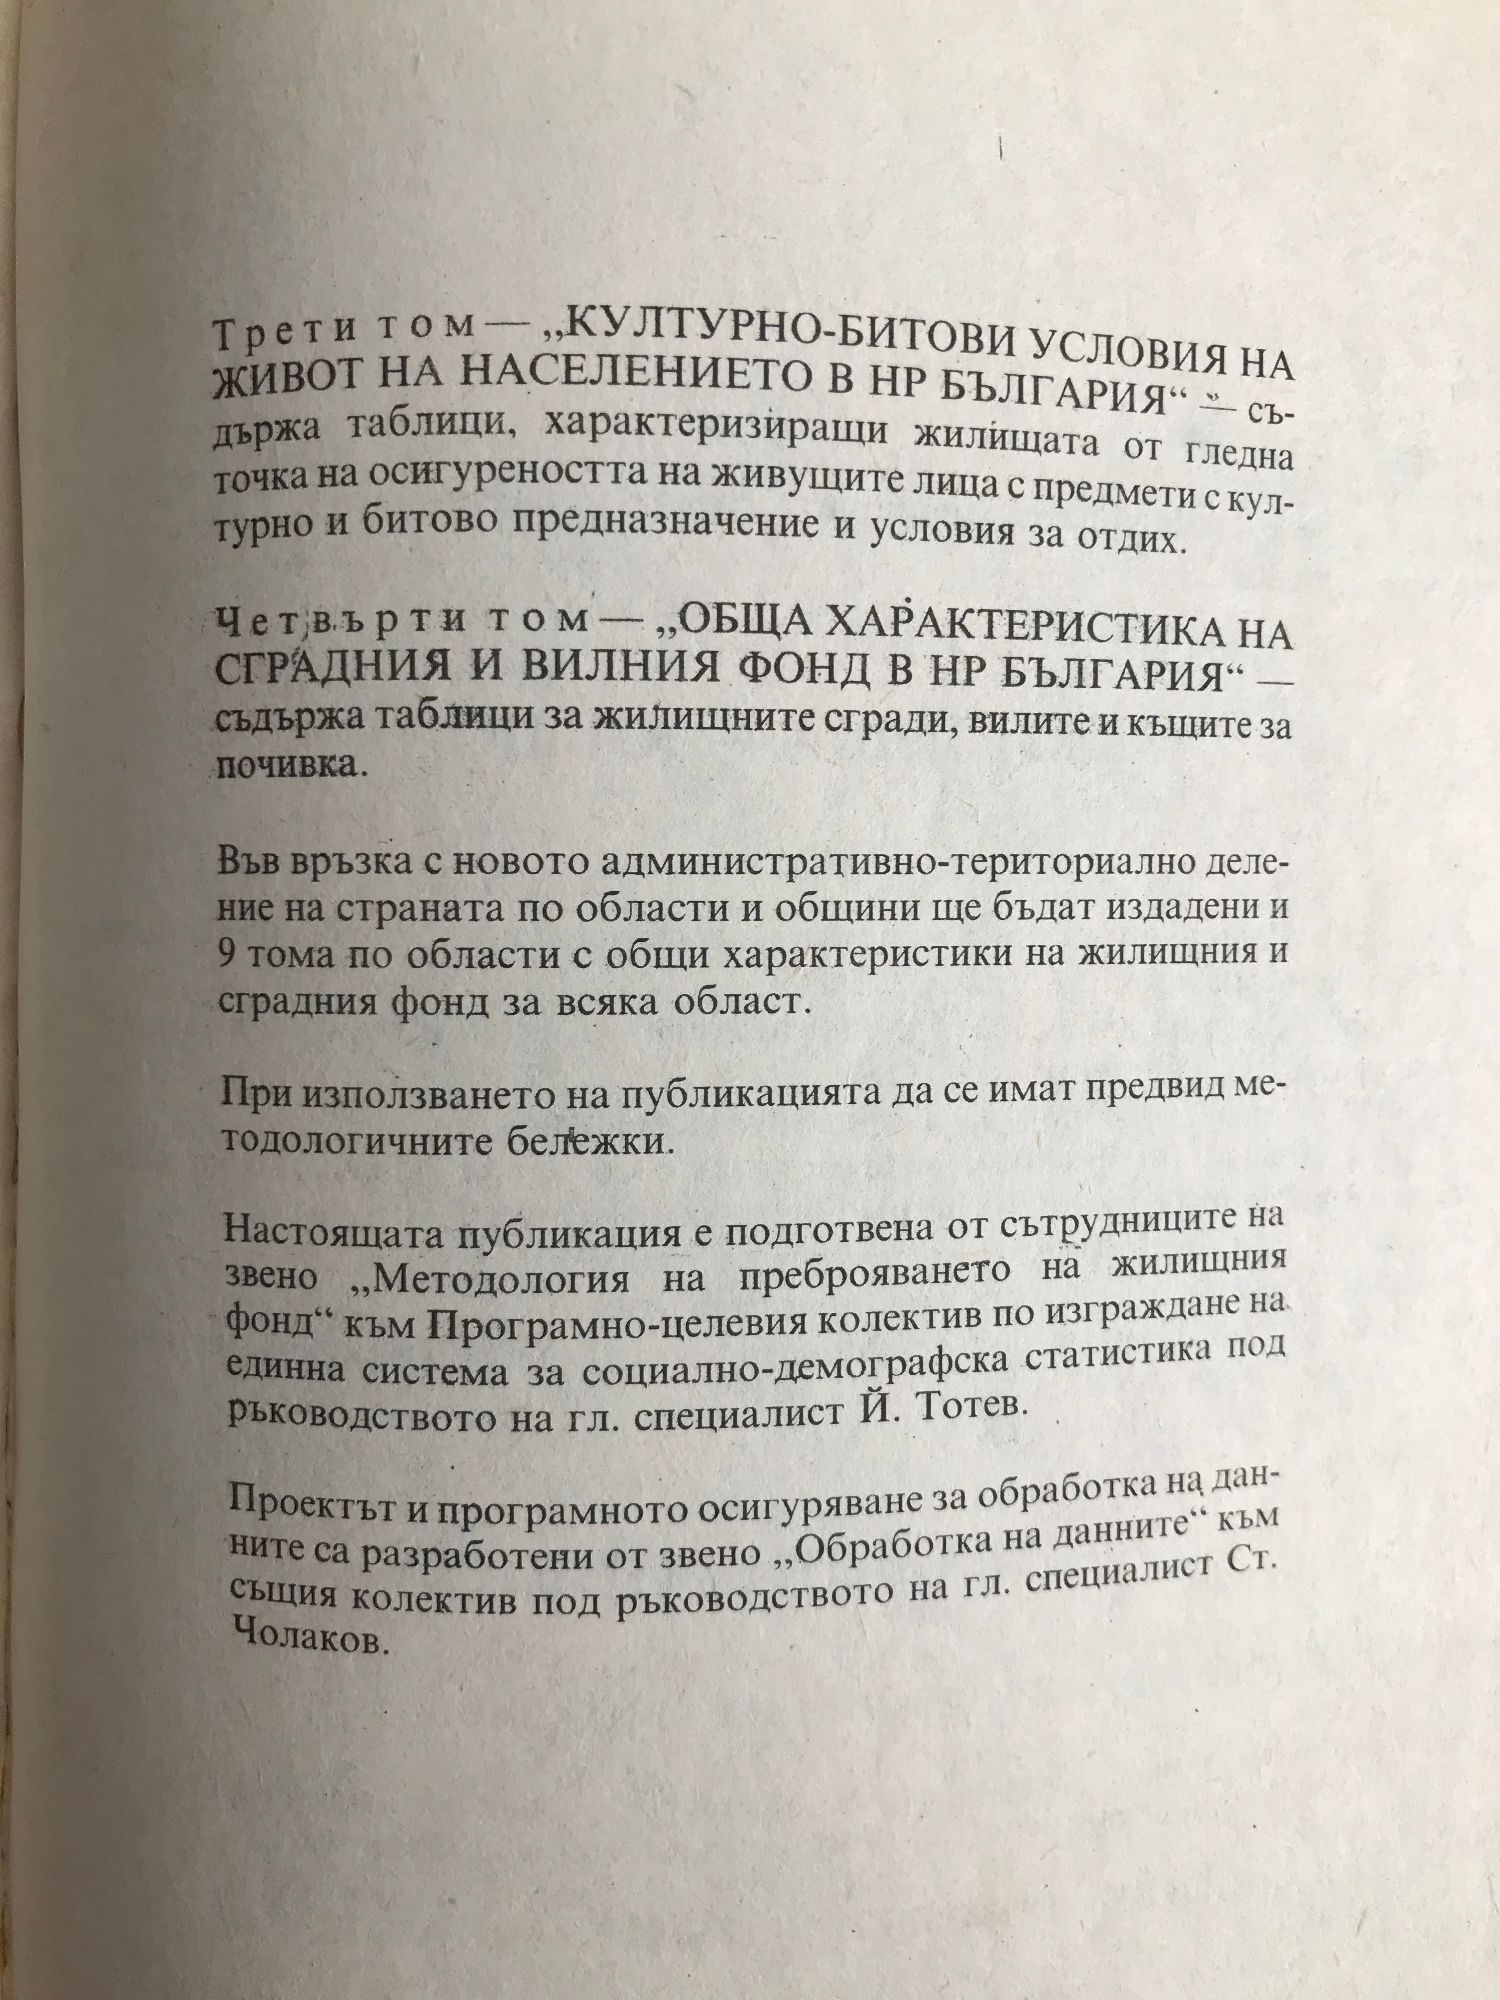 Трети том — „КУЛТУРНО-БИТОВИ УСЛОВИЯ НА
ЖИВОТ НА НАСЕЛЕНИЕТО В НР БЪЛГАРИЯ“ — съ-
държа таблици, характеризиращи жилищата от гледна
точка на осигуреността на живущите лица с предмети с кул-
турно и битово предназначение и условия за отдих.
Четвърти том — „ОБЩА ХАРАКТЕРИСТИКА НА
СГРАДНИЯ И ВИЛНИЯ ФОНД В НР БЪЛГАРИЯ“ —
съдържа таблици за жилищните сгради, вилите и къщите за
почивка.
Във връзка с новото административно-териториално деле-
ние на страната по области и общини ще бъдат издадени и
9 тома по области с общи характеристики на жилищния и
сградния фонд за всяка област.
При използването на публикацията да се имат предвид ме-
тодологичните бележки.
Настоящата публикация е подготвена от сътрудниците на
звено „Методология на преброяването на жилищния
фонд“ към Програмно-целевия колектив по изграждане на
единна система за социално-демографска статистика под
ръководството на гл. специалист Й. Тотев.
Проектът и програмното осигуряване за обработка на дан-
ните са разработени от звено „Обработка на данните“ към
същия колектив под ръководството на гл. специалист Ст.
Чолаков.